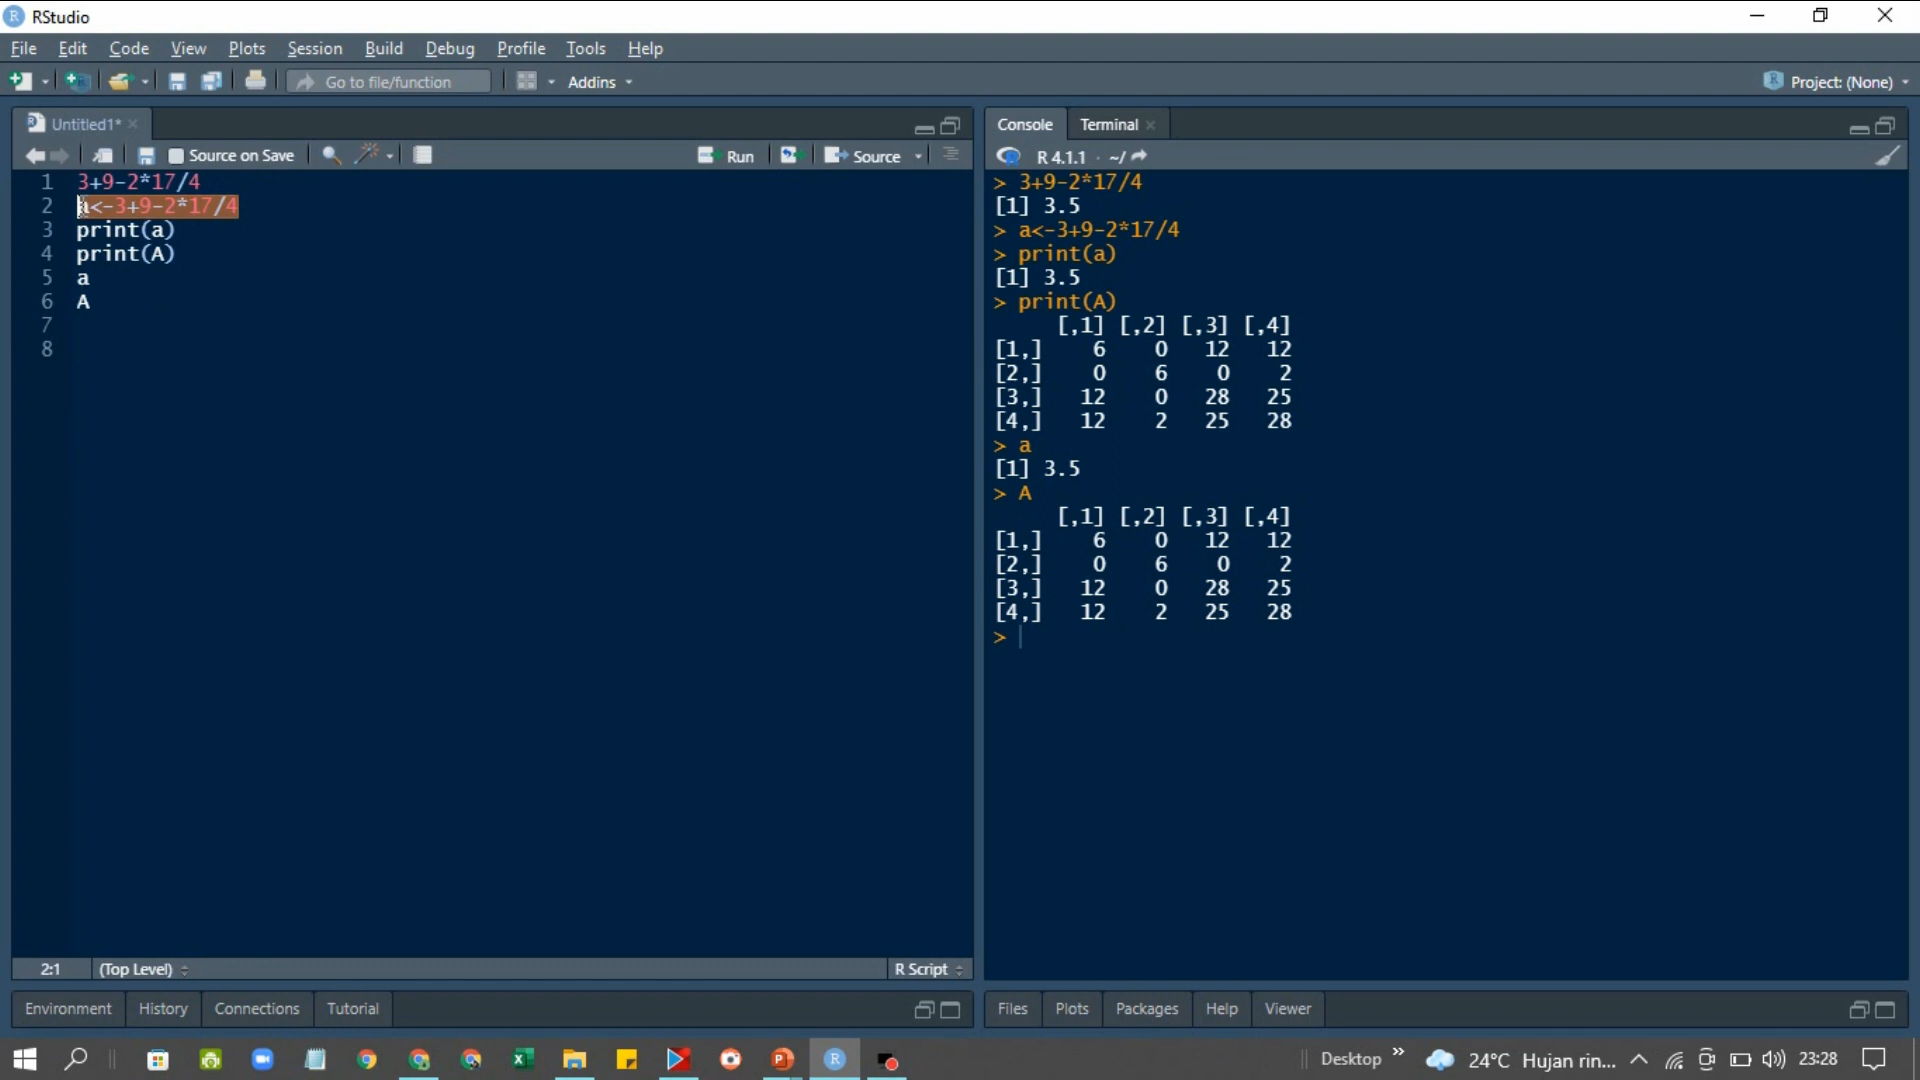 RStudio
File Edit Code View Plots Session Build Debug Profile Tools Help
Go to file/function Addins Project: (None)
Untitled1*
Source on Save Run Source
1 3+9-2*17/4
2 a<-3+9-2*17/4
3 print(a)
4 print(A)
5 a
6 A
7
8
2:1 (Top Level) R Script
Environment History Connections Tutorial
Console Terminal
R 4.1.1 · ~/
> 3+9-2*17/4
[1] 3.5
> a<-3+9-2*17/4
> print(a)
[1] 3.5
> print(A)
[,1] [,2] [,3] [,4]
[1,] 6 0 12 12
[2,] 0 6 0 2
[3,] 12 0 28 25
[4,] 12 2 25 28
> a
[1] 3.5
> A
[,1] [,2] [,3] [,4]
[1,] 6 0 12 12
[2,] 0 6 0 2
[3,] 12 0 28 25
[4,] 12 2 25 28
>
Files Plots Packages Help Viewer
Desktop » 24°C Hujan rin... 23:28